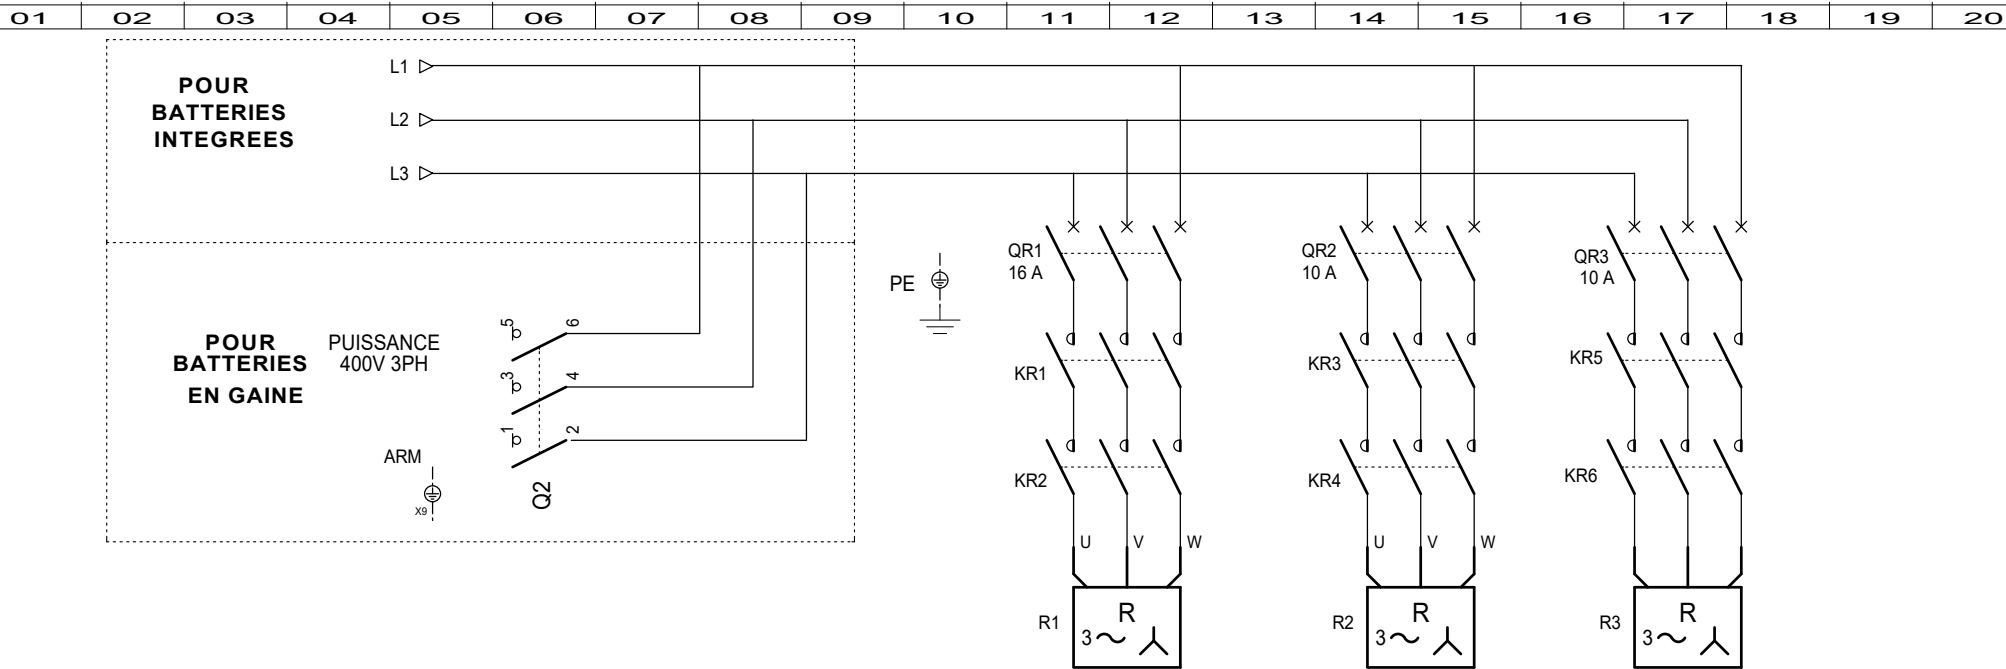 01 02 03 04 05 06 07 08 09 10 11 12 13 14 15 16 17 18 19 20
POUR
BATTERIES
INTEGREES
L1
L2
L3
POUR
BATTERIES
EN GAINE
PUISSANCE
400V 3PH
ARM
X9
5 6
3 4
1 2
Q2
PE
QR1
16 A
KR1
KR2
U V W
R1
R
3
QR2
10 A
KR3
KR4
U V W
R2
R
3
QR3
10 A
KR5
KR6
R3
R
3